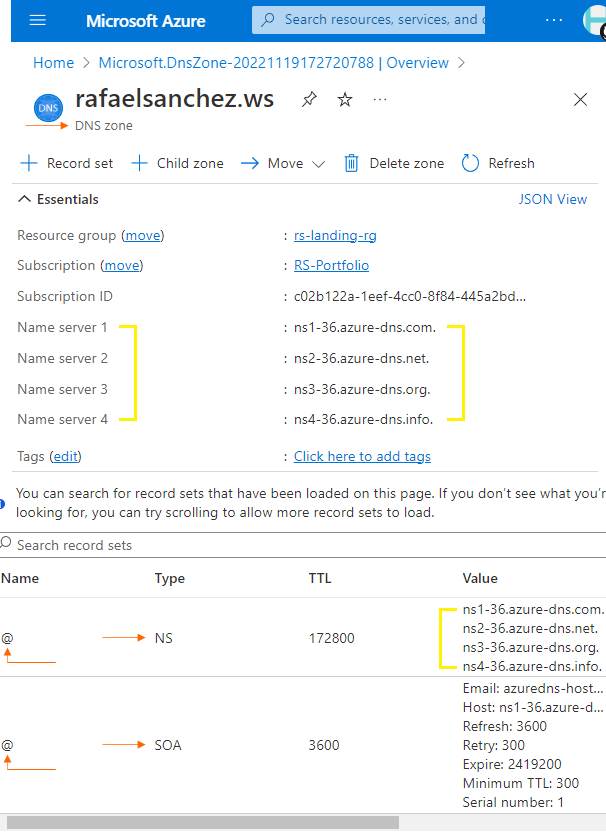 Microsoft Azure
Search resources, services, and d
Home > Microsoft.DnsZone-20221119172720788 | Overview >
DNS
rafaelsanchez.ws
DNS zone
Record set Child zone Move Delete zone Refresh
Essentials JSON View
Resource group (move) : rs-landing-rg
Subscription (move) : RS-Portfolio
Subscription ID : c02b122a-1eef-4cc0-8f84-445a2bd...
Name server 1 : ns1-36.azure-dns.com.
Name server 2 : ns2-36.azure-dns.net.
Name server 3 : ns3-36.azure-dns.org.
Name server 4 : ns4-36.azure-dns.info.
Tags (edit) : Click here to add tags
You can search for record sets that have been loaded on this page. If you don't see what you'r
looking for, you can try scrolling to allow more record sets to load.
Search record sets
Name Type TTL Value
@ NS 172800 ns1-36.azure-dns.com.
ns2-36.azure-dns.net.
ns3-36.azure-dns.org.
ns4-36.azure-dns.info.
@ SOA 3600 Email: azuredns-host...
Host: ns1-36.azure-d...
Refresh: 3600
Retry: 300
Expire: 2419200
Minimum TTL: 300
Serial number: 1